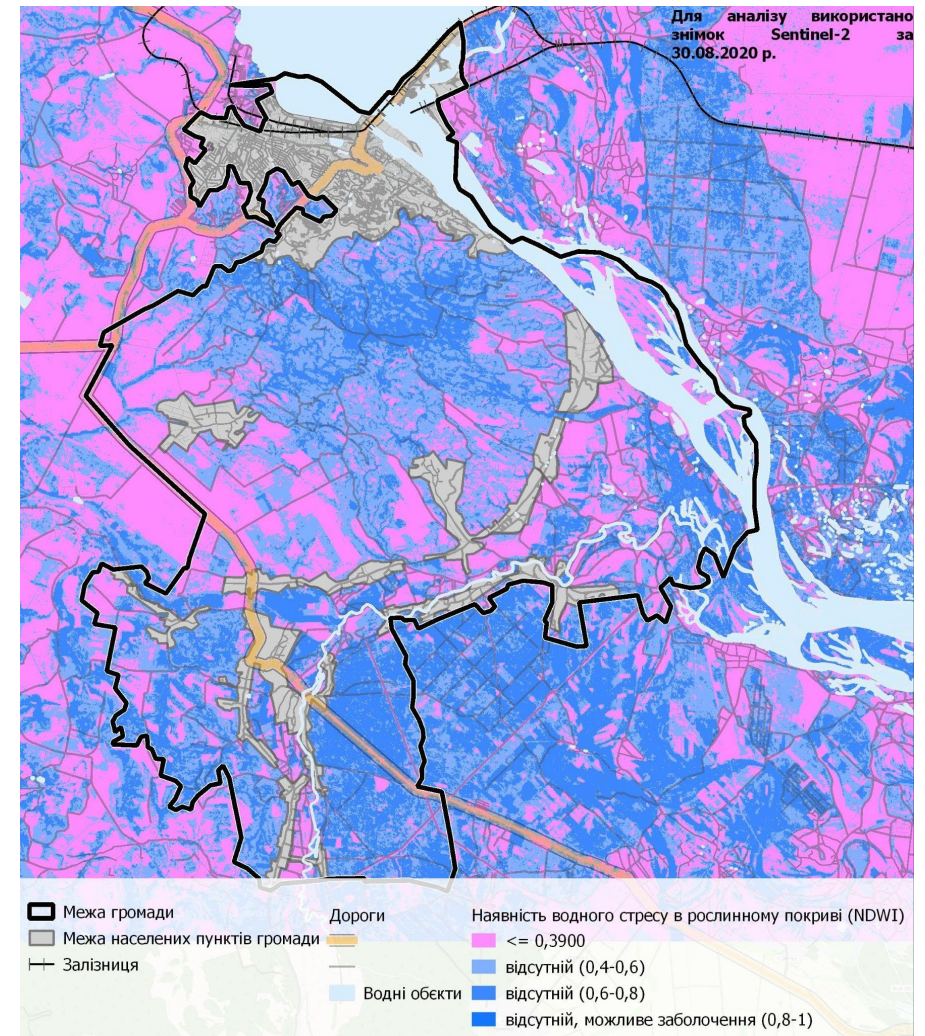 Для аналізу використано
знімок Sentinel-2 за
30.08.2020 р.
Межа громади
Межа населених пунктів громади
Залізниця
Дороги
Водні обєкти
Наявність водного стресу в рослинному покриві (NDWI)
<= 0,3900
відсутній (0,4-0,6)
відсутній (0,6-0,8)
відсутній, можливе заболочення (0,8-1)